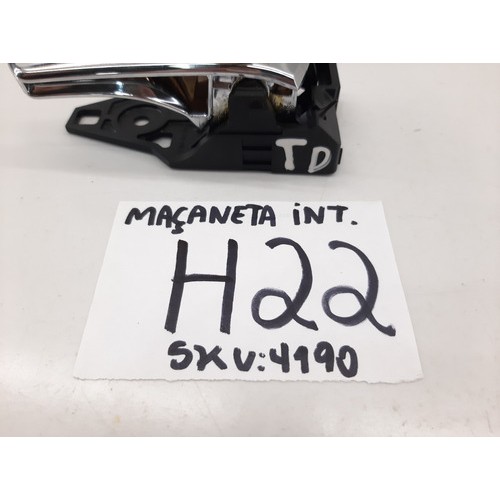 TD
MAÇANETA INT.
H22
SKU:4190